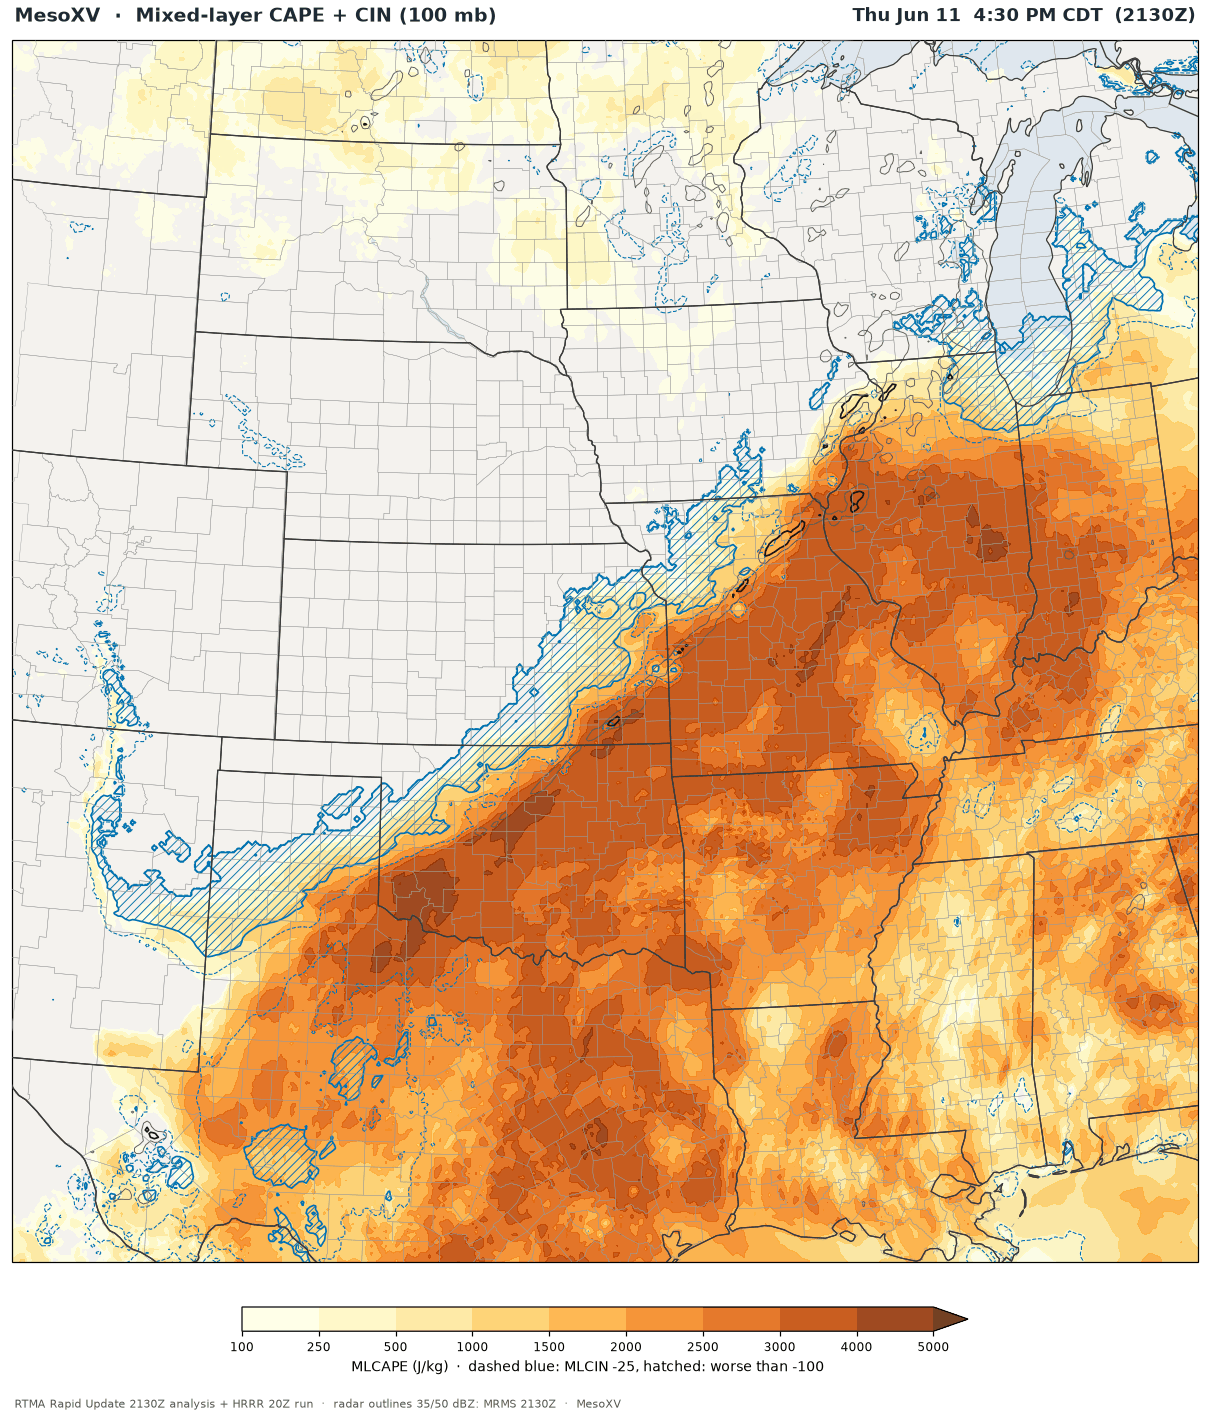 MesoXV · Mixed-layer CAPE + CIN (100 mb)
Thu Jun 11 4:30 PM CDT (2130Z)
100 250 500 1000 1500 2000 2500 3000 4000 5000
MLCAPE (J/kg) · dashed blue: MLCIN -25, hatched: worse than -100
RTMA Rapid Update 2130Z analysis + HRRR 20Z run · radar outlines 35/50 dBZ: MRMS 2130Z · MesoXV